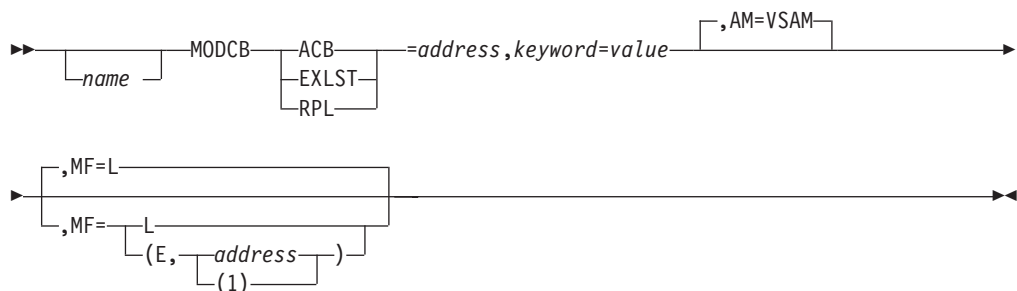 ,AM=VSAM
MODCB ACB =address,keyword=value
name EXLST
RPL
,MF=L
,MF= L
(E, address )
(1)